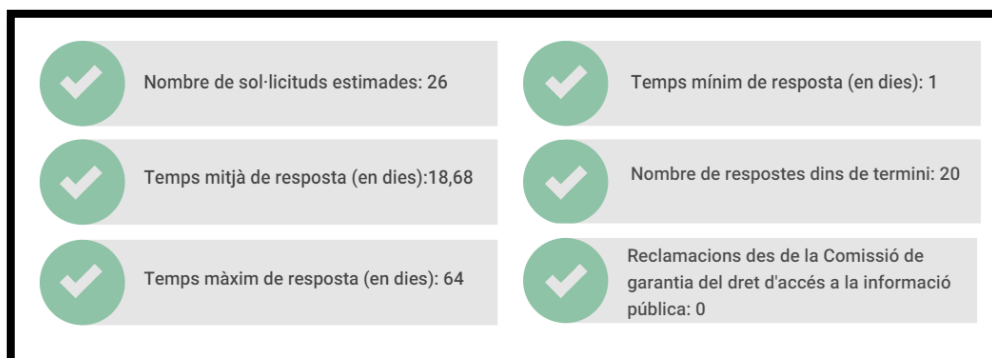 Nombre de sol·licituds estimades: 26
Temps mínim de resposta (en dies): 1
Temps mitjà de resposta (en dies):18,68
Nombre de respostes dins de termini: 20
Temps màxim de resposta (en dies): 64
Reclamacions des de la Comissió de
garantia del dret d'accés a la informació
pública: 0